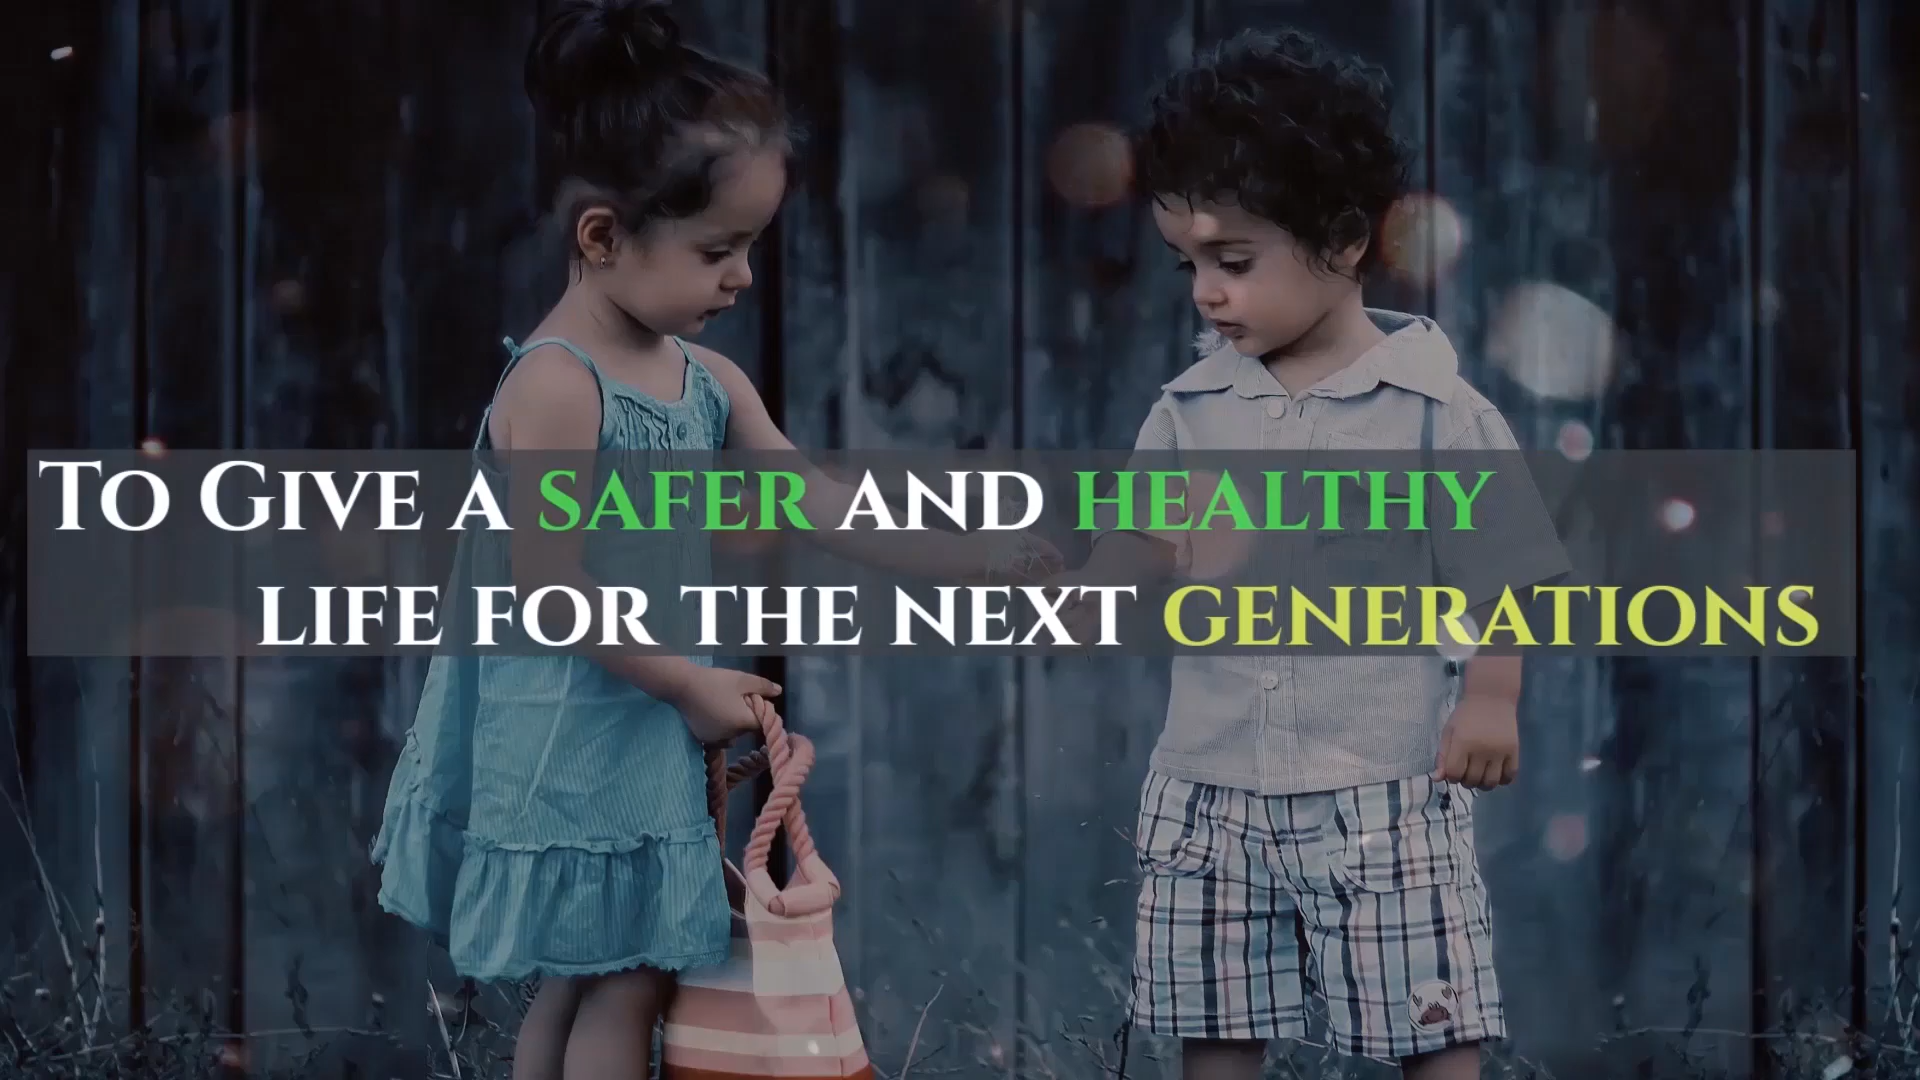 To Give a safer and healthy
life for the next generations